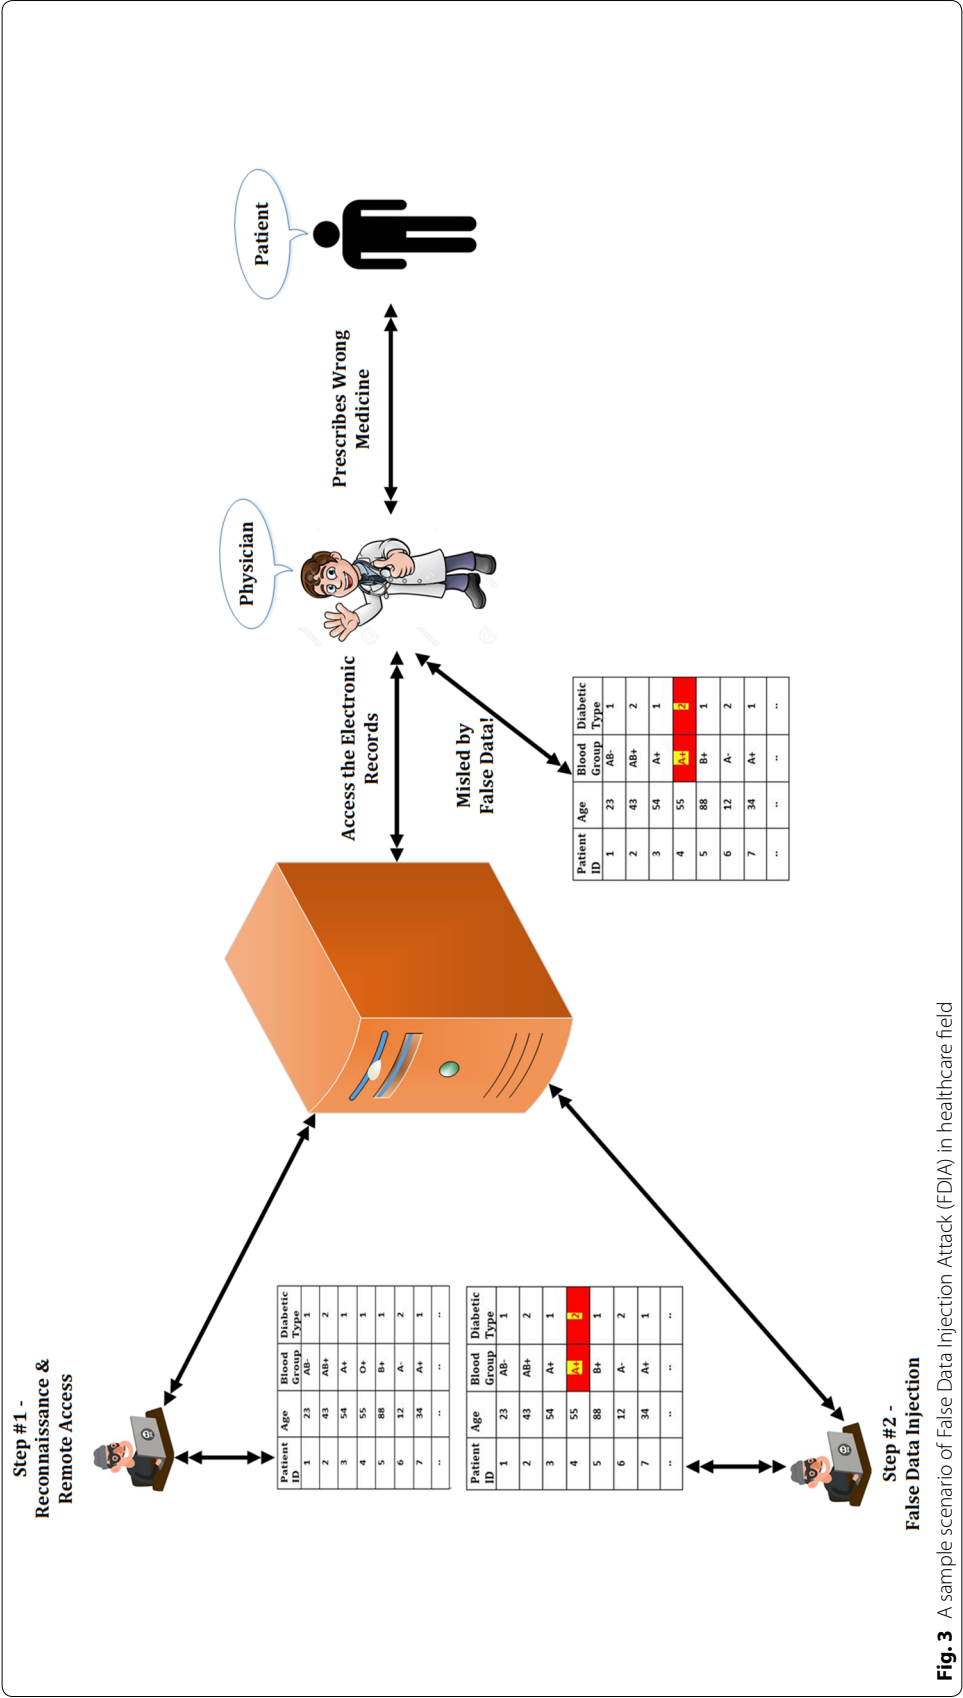 Step #1 -
Reconnaissance &
Remote Access
Patient ID Age Blood Group Diabetic Type
1 23 AB- 1
2 43 AB+ 2
3 54 A+ 1
4 55 O+ 1
5 88 B+ 1
6 12 A- 2
7 34 A+ 1
.. .. .. ..
Patient ID Age Blood Group Diabetic Type
1 23 AB- 1
2 43 AB+ 2
3 54 A+ 1
4 55 A+ 2
5 88 B+ 1
6 12 A- 2
7 34 A+ 1
.. .. .. ..
Step #2 -
False Data Injection
Access the Electronic
Records
Misled by
False Data!
Patient ID Age Blood Group Diabetic Type
1 23 AB- 1
2 43 AB+ 2
3 54 A+ 1
4 55 A+ 2
5 88 B+ 1
6 12 A- 2
7 34 A+ 1
.. .. .. ..
Physician
Prescribes Wrong
Medicine
Patient
Fig. 3 A sample scenario of False Data Injection Attack (FDIA) in healthcare field